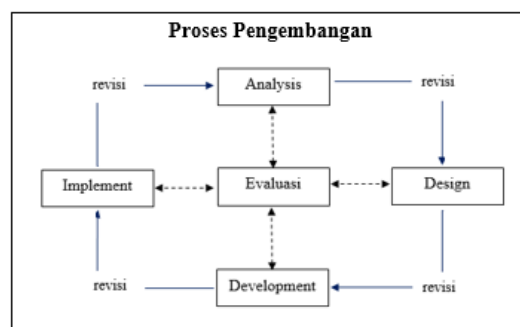 Proses Pengembangan
revisi
Analysis
revisi
Implement
Evaluasi
Design
revisi
Development
revisi